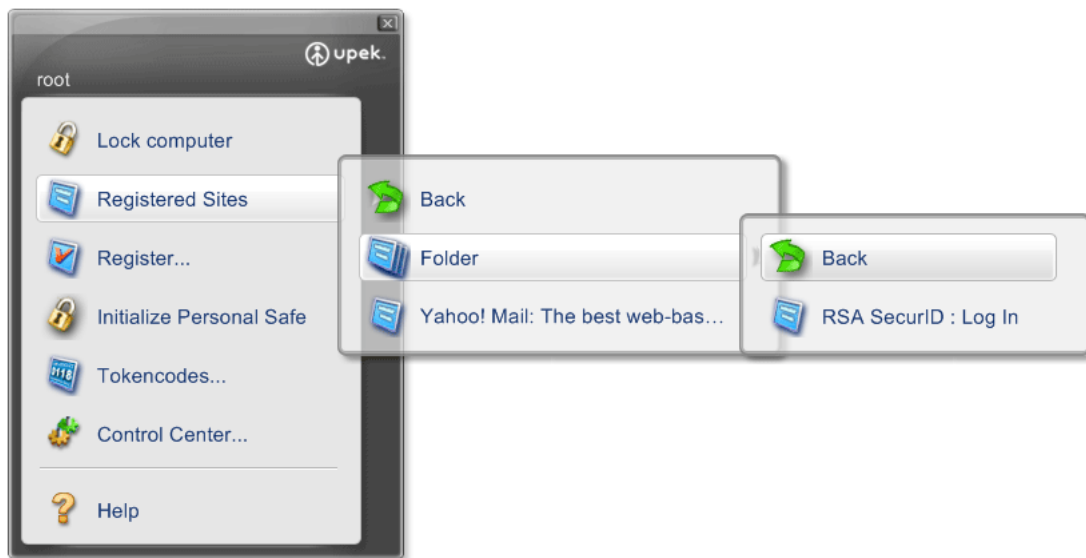 upek.
root
Lock computer
Registered Sites
Register...
Initialize Personal Safe
Tokencodes...
Control Center...
Help
Back
Folder
Yahoo! Mail: The best web-bas...
Back
RSA SecurID : Log In